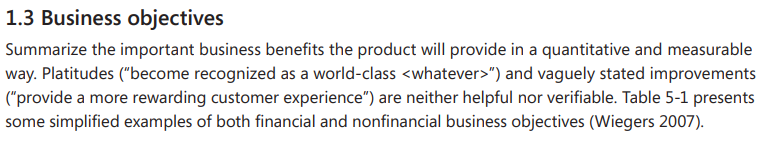 1.3 Business objectives
Summarize the important business benefits the product will provide in a quantitative and measurable
way. Platitudes (“become recognized as a world-class <whatever>”) and vaguely stated improvements
(“provide a more rewarding customer experience”) are neither helpful nor verifiable. Table 5-1 presents
some simplified examples of both financial and nonfinancial business objectives (Wiegers 2007).